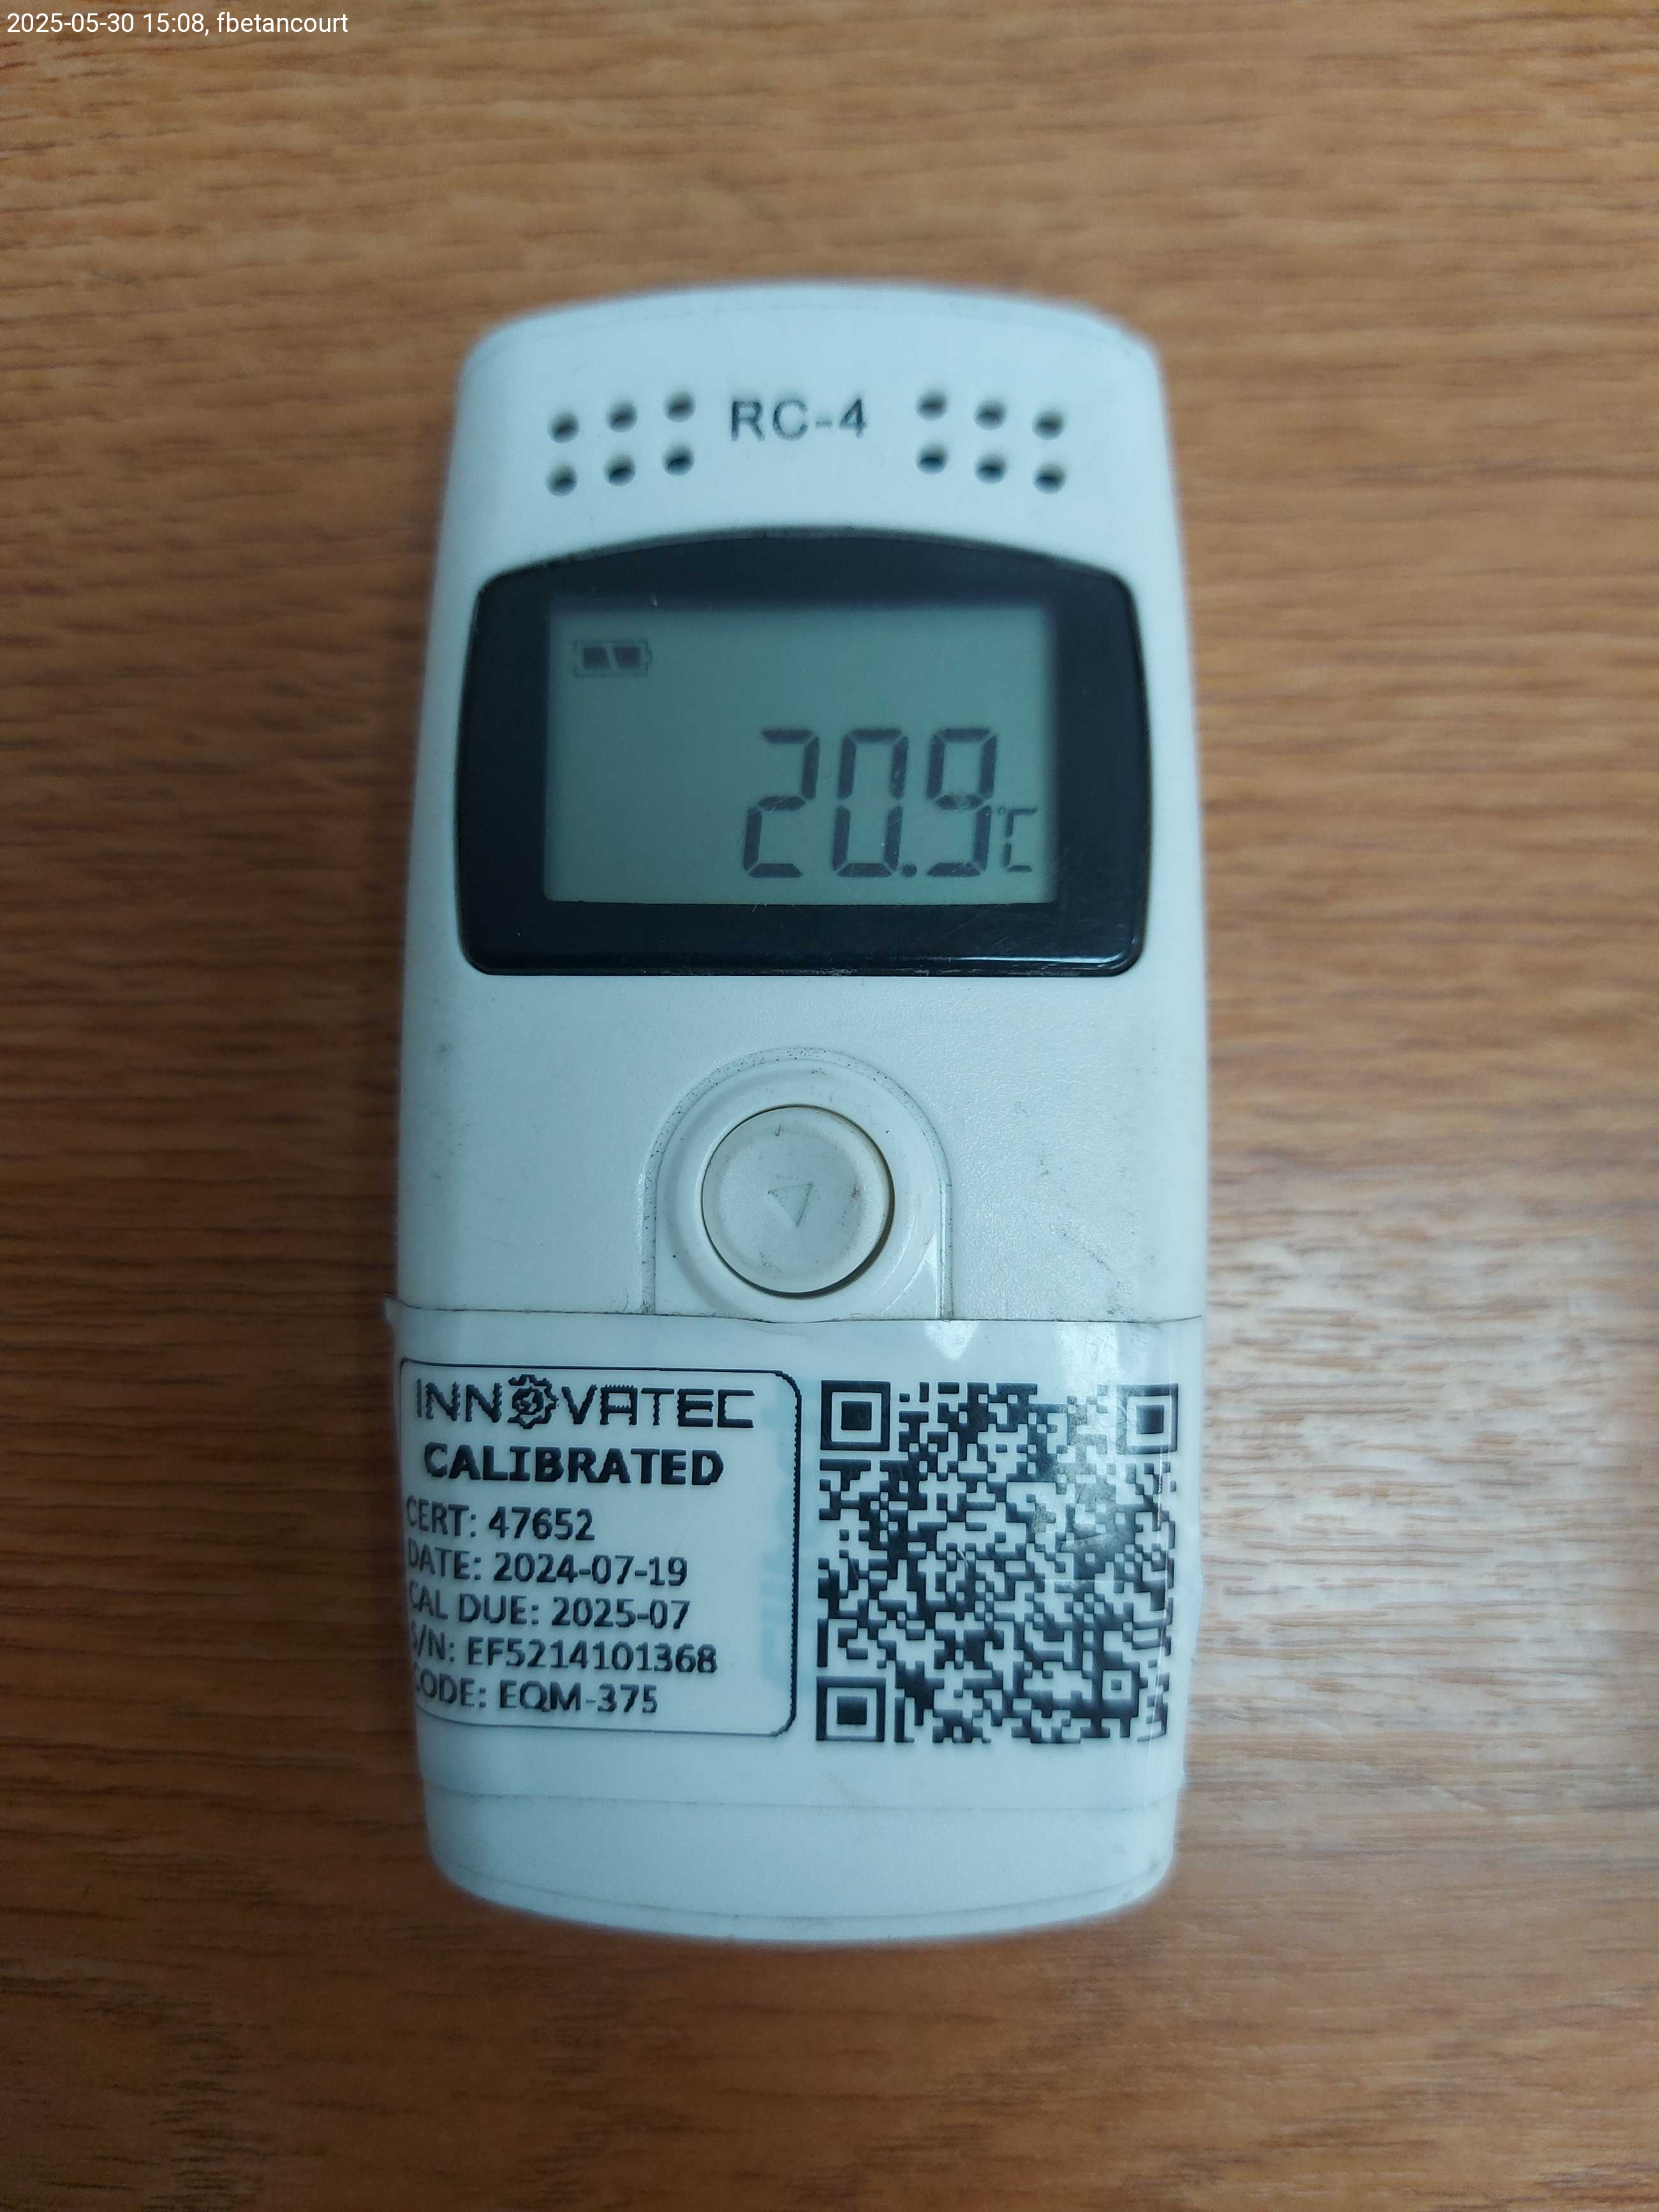 2025-05-30 15:08, fbetancourt
RC-4
20.9°C
INNOVATEC
CALIBRATED
CERT: 47652
DATE: 2024-07-19
CAL DUE: 2025-07
S/N: EF5214101368
CODE: EQM-375